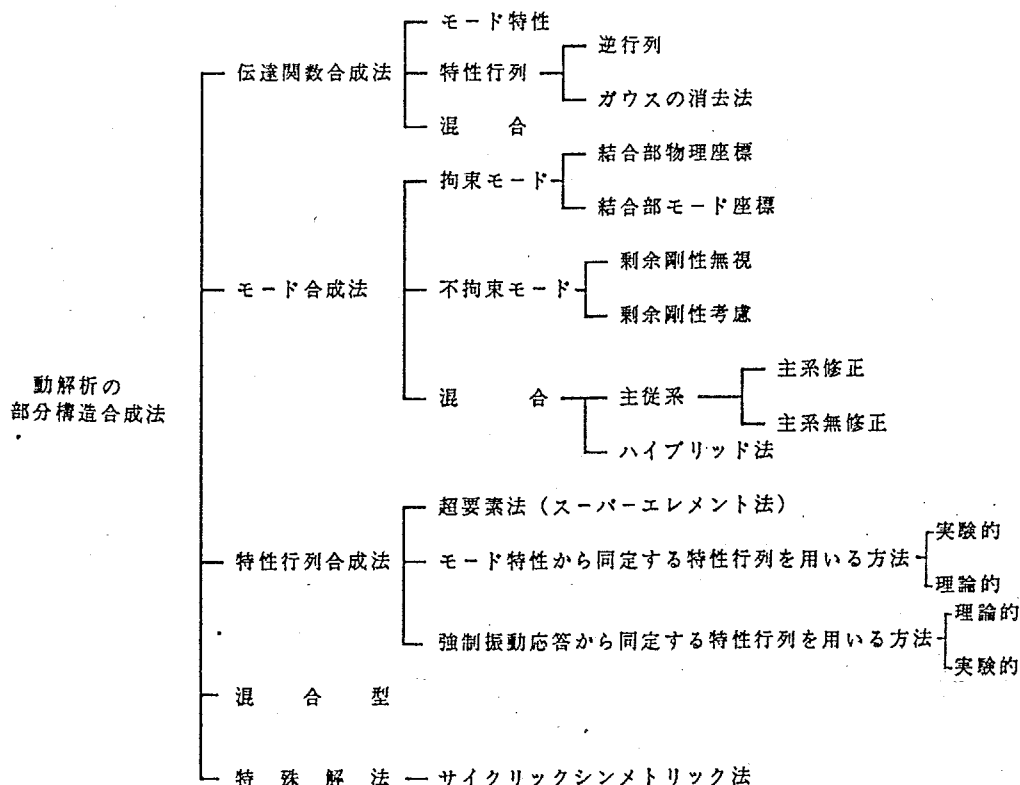 モード特性
逆行列
伝達関数合成法
特性行列
ガウスの消去法
混合
結合部物理座標
拘束モード
結合部モード座標
剰余剛性無視
モード合成法
不拘束モード
剰余剛性考慮
主系修正
動解析の
部分構造合成法
混合
主従系
主系無修正
ハイブリッド法
超要素法(スーパーエレメント法)
実験的
特性行列合成法
モード特性から同定する特性行列を用いる方法
理論的
理論的
強制振動応答から同定する特性行列を用いる方法
実験的
混合型
特殊解法
サイクリックシンメトリック法